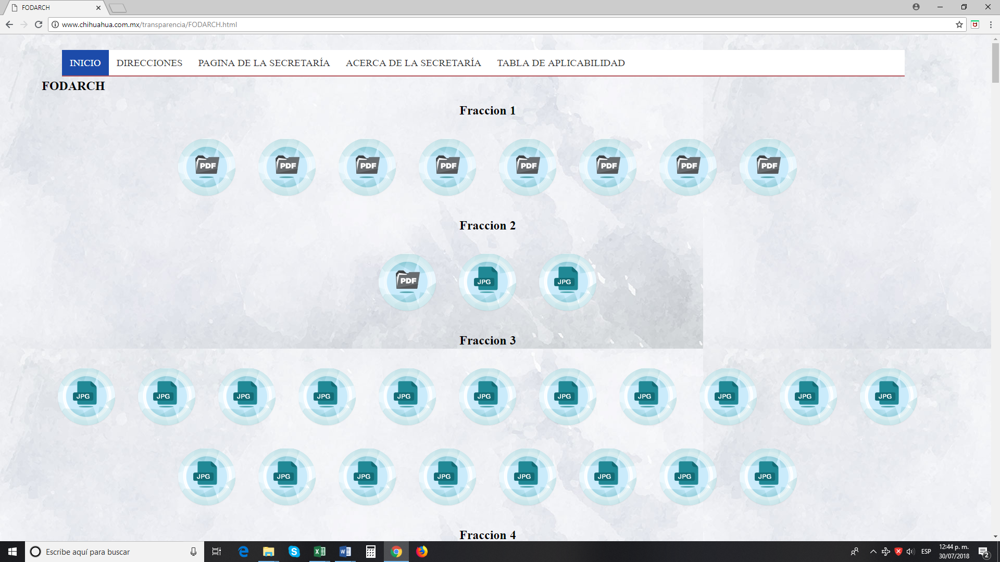 FODARCH
www.chihuahua.com.mx/transparencia/FODARCH.html
INICIO DIRECCIONES PAGINA DE LA SECRETARÍA ACERCA DE LA SECRETARÍA TABLA DE APLICABILIDAD
FODARCH
Fraccion 1
PDF PDF PDF PDF PDF PDF PDF PDF
Fraccion 2
PDF JPG JPG
Fraccion 3
JPG JPG JPG JPG JPG JPG JPG JPG JPG JPG JPG
JPG JPG JPG JPG JPG JPG JPG JPG
Fraccion 4
Escribe aquí para buscar
ESP
12:44 p. m.
30/07/2018
2